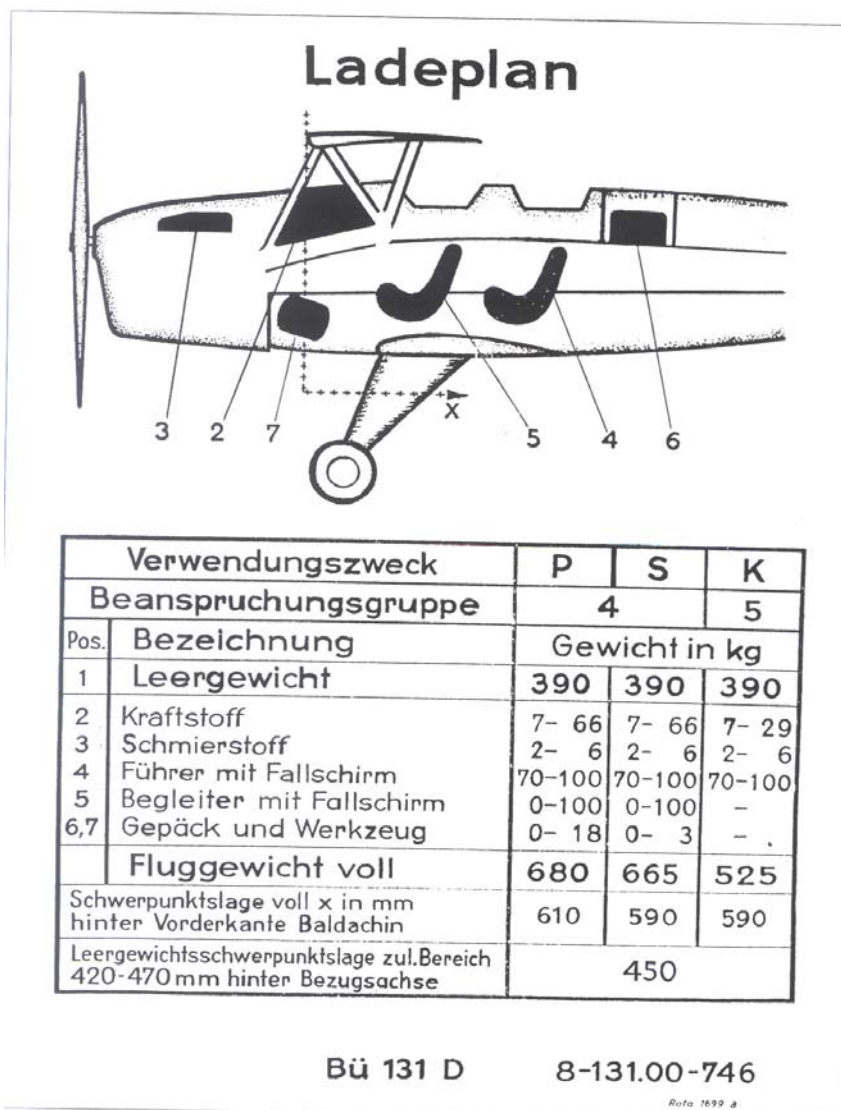 Ladeplan
X
3 2 7 5 4 6
Verwendungszweck P S K
Beanspruchungsgruppe 4 5
Pos. Bezeichnung Gewicht in kg
1 Leergewicht 390 390 390
2 Kraftstoff 7- 66 7- 66 7- 29
3 Schmierstoff 2- 6 2- 6 2- 6
4 Führer mit Fallschirm 70-100 70-100 70-100
5 Begleiter mit Fallschirm 0-100 0-100 -
6,7 Gepäck und Werkzeug 0- 18 0- 3 -
Fluggewicht voll 680 665 525
Schwerpunktslage voll x in mm
hinter Vorderkante Baldachin 610 590 590
Leergewichtsschwerpunktslage zul. Bereich
420-470 mm hinter Bezugsachse 450
Bü 131 D 8-131.00-746
Rota 1699 a